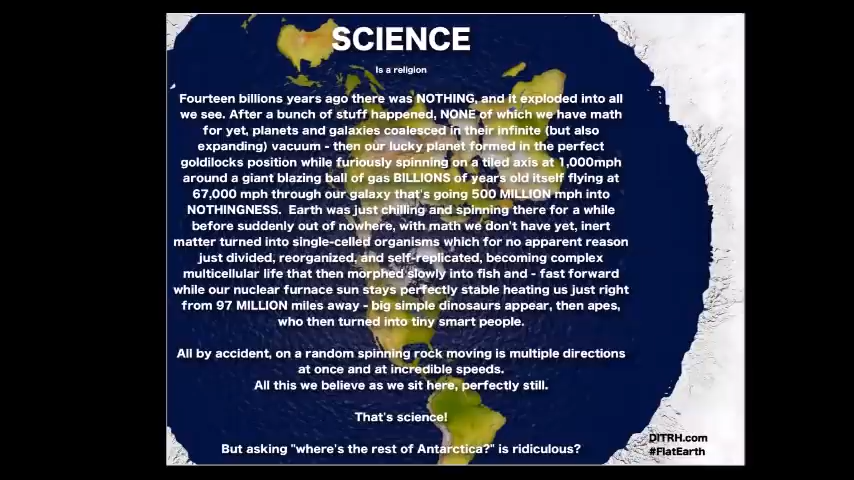 SCIENCE
Is a religion
Fourteen billions years ago there was NOTHING, and it exploded into all
we see. After a bunch of stuff happened, NONE of which we have math
for yet, planets and galaxies coalesced in their infinite (but also
expanding) vacuum - then our lucky planet formed in the perfect
goldilocks position while furiously spinning on a tiled axis at 1,000mph
around a giant blazing ball of gas BILLIONS of years old itself flying at
67,000 mph through our galaxy that's going 500 MILLION mph into
NOTHINGNESS. Earth was just chilling and spinning there for a while
before suddenly out of nowhere, with math we don't have yet, inert
matter turned into single-celled organisms which for no apparent reason
just divided, reorganized, and self-replicated, becoming complex
multicellular life that then morphed slowly into fish and - fast forward
while our nuclear furnace sun stays perfectly stable heating us just right
from 97 MILLION miles away - big simple dinosaurs appear, then apes,
who then turned into tiny smart people.
All by accident, on a random spinning rock moving is multiple directions
at once and at incredible speeds.
All this we believe as we sit here, perfectly still.
That's science!
But asking "where's the rest of Antarctica?" is ridiculous?
DITRH.com
#FlatEarth